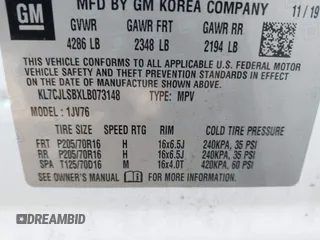 GM
MFD BY GM KOREA COMPANY
11/19
GVWR GAWR FRT GAWR RR
4286 LB 2348 LB 2194 LB
THIS VEHICLE CONFORMS TO ALL APPLICABLE U.S. FEDERAL MOTOR
VEHICLE SAFETY, BUMPER, AND THEFT PREVENTION STANDARDS IN
EFFECT ON THE DATE OF MANUFACTURE SHOWN ABOVE.
KL7CJLSBXLB073148 TYPE: MPV
MODEL : 1JV76
TIRE SIZE SPEED RTG RIM COLD TIRE PRESSURE
FRT P205/70R16 H 16x6.5J 240KPA, 35 PSI
RR P205/70R16 H 16x6.5J 240KPA, 35 PSI
SPA T125/70D16 M 16x4.0T 420KPA, 60 PSI
SEE OWNER'S MANUAL FOR ADDITIONAL INFORMATION.
DREAMBID
dreambid.com